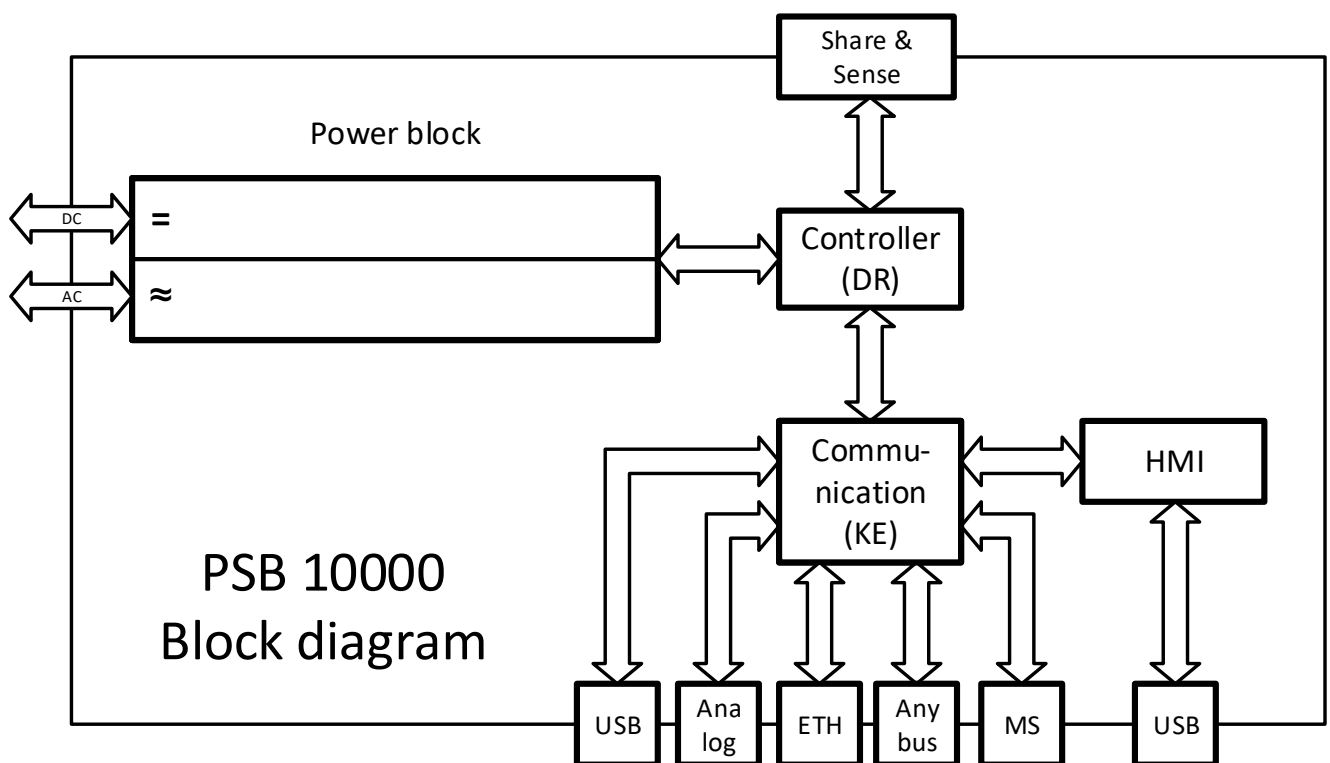 Share &
Sense
Power block
DC
=
AC
≈
Controller
(DR)
Commu-
nication
(KE)
HMI
PSB 10000
Block diagram
USB
Ana
log
ETH
Any
bus
MS
USB